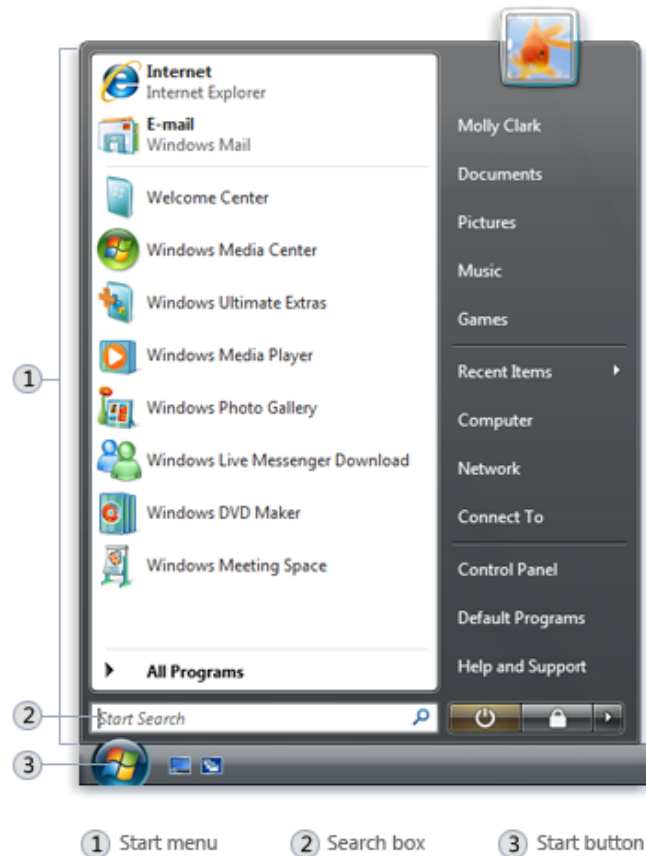 Internet
Internet Explorer
E-mail
Windows Mail
Welcome Center
Windows Media Center
Windows Ultimate Extras
Windows Media Player
Windows Photo Gallery
Windows Live Messenger Download
Windows DVD Maker
Windows Meeting Space
All Programs
Start Search
Molly Clark
Documents
Pictures
Music
Games
Recent Items
Computer
Network
Connect To
Control Panel
Default Programs
Help and Support
1
2
3
1 Start menu 2 Search box 3 Start button